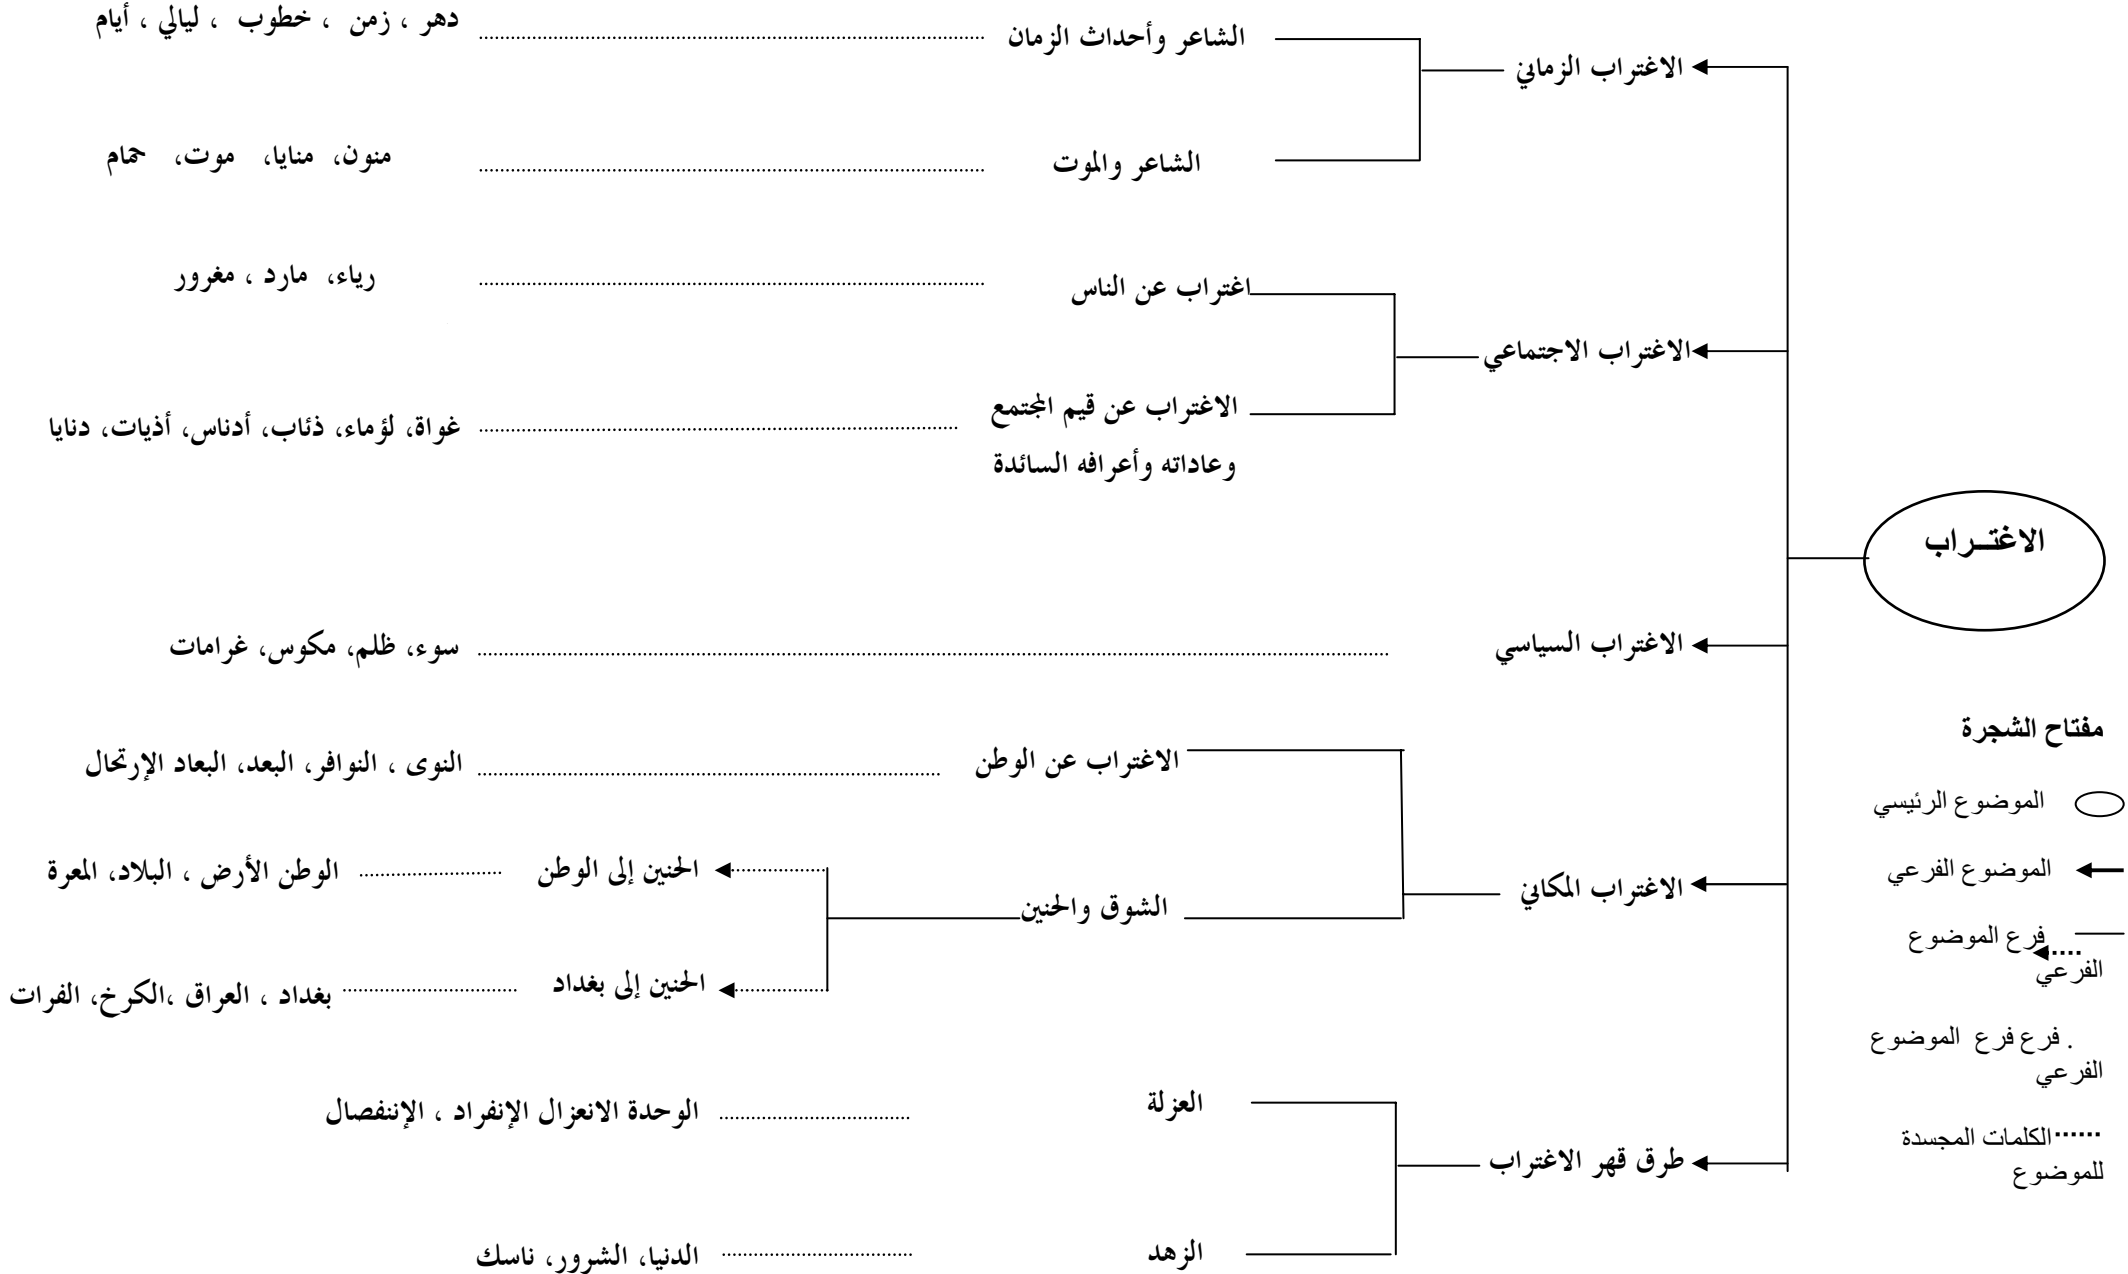 الاغتــراب
الاغتراب الزماني
الشاعر وأحداث الزمان
دهر ، زمن ، خطوب ، ليالي ، أيام
الشاعر والموت
منون، منايا، موت، حمام
الاغتراب الاجتماعي
اغتراب عن الناس
رياء، مارد ، مغرور
الاغتراب عن قيم المجتمع
وعاداته وأعرافه السائدة
غواة، لؤماء، ذئاب، أدناس، أذيات، دنايا
الاغتراب السياسي
سوء، ظلم، مكوس، غرامات
الاغتراب المكاني
الاغتراب عن الوطن
النوى ، النوافر، البعد، البعاد الإرتحال
الشوق والحنين
الحنين إلى الوطن
الوطن الأرض ، البلاد، المعرة
الحنين إلى بغداد
بغداد ، العراق ،الكرخ، الفرات
طرق قهر الاغتراب
العزلة
الوحدة الانعزال الإنفراد ، الإننفصال
الزهد
الدنيا، الشرور، ناسك
مفتاح الشجرة
الموضوع الرئيسي
الموضوع الفرعي
فرع الموضوع
الفرعي
. فرع فرع الموضوع
الفرعي
الكلمات المجسدة
للموضوع